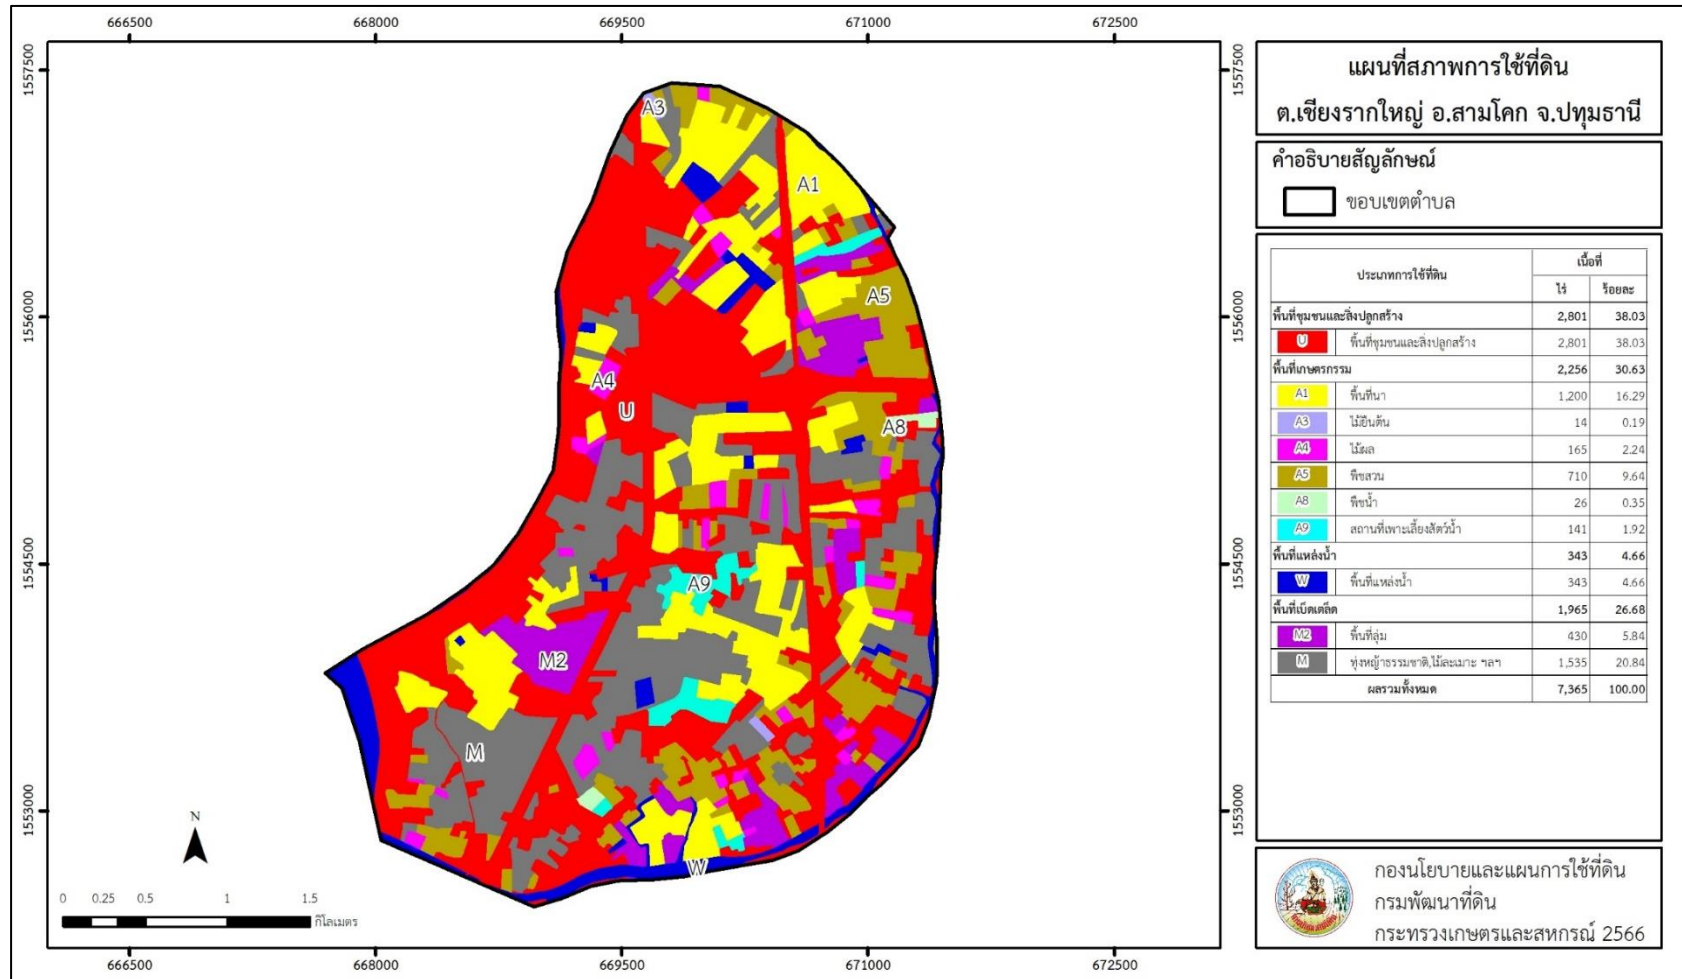 666500 668000 669500 671000 672500
1557500 1557500
1556000 1556000
1554500 1554500
1553000 1553000
A3
A1
A5
A4
U
A8
A9
M2
M
W
N
0 0.25 0.5 1 1.5
กิโลเมตร
666500 668000 669500 671000 672500
แผนที่สภาพการใช้ที่ดิน
ต.เชียงรากใหญ่ อ.สามโคก จ.ปทุมธานี
คำอธิบายสัญลักษณ์
ขอบเขตตำบล
ประเภทการใช้ที่ดิน เนื้อที่
ไร่ ร้อยละ
พื้นที่ชุมชนและสิ่งปลูกสร้าง 2,801 38.03
U พื้นที่ชุมชนและสิ่งปลูกสร้าง 2,801 38.03
พื้นที่เกษตรกรรม 2,256 30.63
A1 พื้นที่นา 1,200 16.29
A3 ไม้ยืนต้น 14 0.19
A4 ไม้ผล 165 2.24
A5 พืชสวน 710 9.64
A8 พืชน้ำ 26 0.35
A9 สถานที่เพาะเลี้ยงสัตว์น้ำ 141 1.92
พื้นที่แหล่งน้ำ 343 4.66
W พื้นที่แหล่งน้ำ 343 4.66
พื้นที่เบ็ดเตล็ด 1,965 26.68
M2 พื้นที่ลุ่ม 430 5.84
M ทุ่งหญ้าธรรมชาติ,ไม้ละเมาะ ฯลฯ 1,535 20.84
ผลรวมทั้งหมด 7,365 100.00
กองนโยบายและแผนการใช้ที่ดิน
กรมพัฒนาที่ดิน
กระทรวงเกษตรและสหกรณ์ 2566